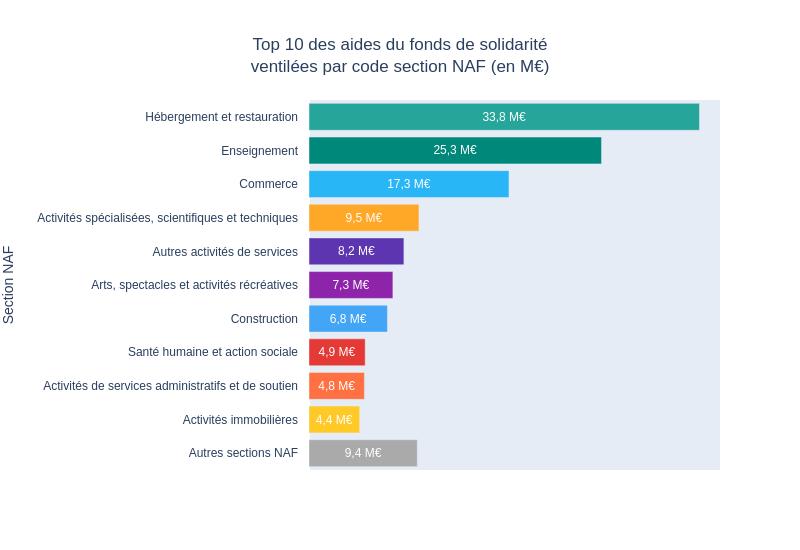 Top 10 des aides du fonds de solidarité
ventilées par code section NAF (en M€)
Section NAF
Hébergement et restauration 33,8 M€
Enseignement 25,3 M€
Commerce 17,3 M€
Activités spécialisées, scientifiques et techniques 9,5 M€
Autres activités de services 8,2 M€
Arts, spectacles et activités récréatives 7,3 M€
Construction 6,8 M€
Santé humaine et action sociale 4,9 M€
Activités de services administratifs et de soutien 4,8 M€
Activités immobilières 4,4 M€
Autres sections NAF 9,4 M€